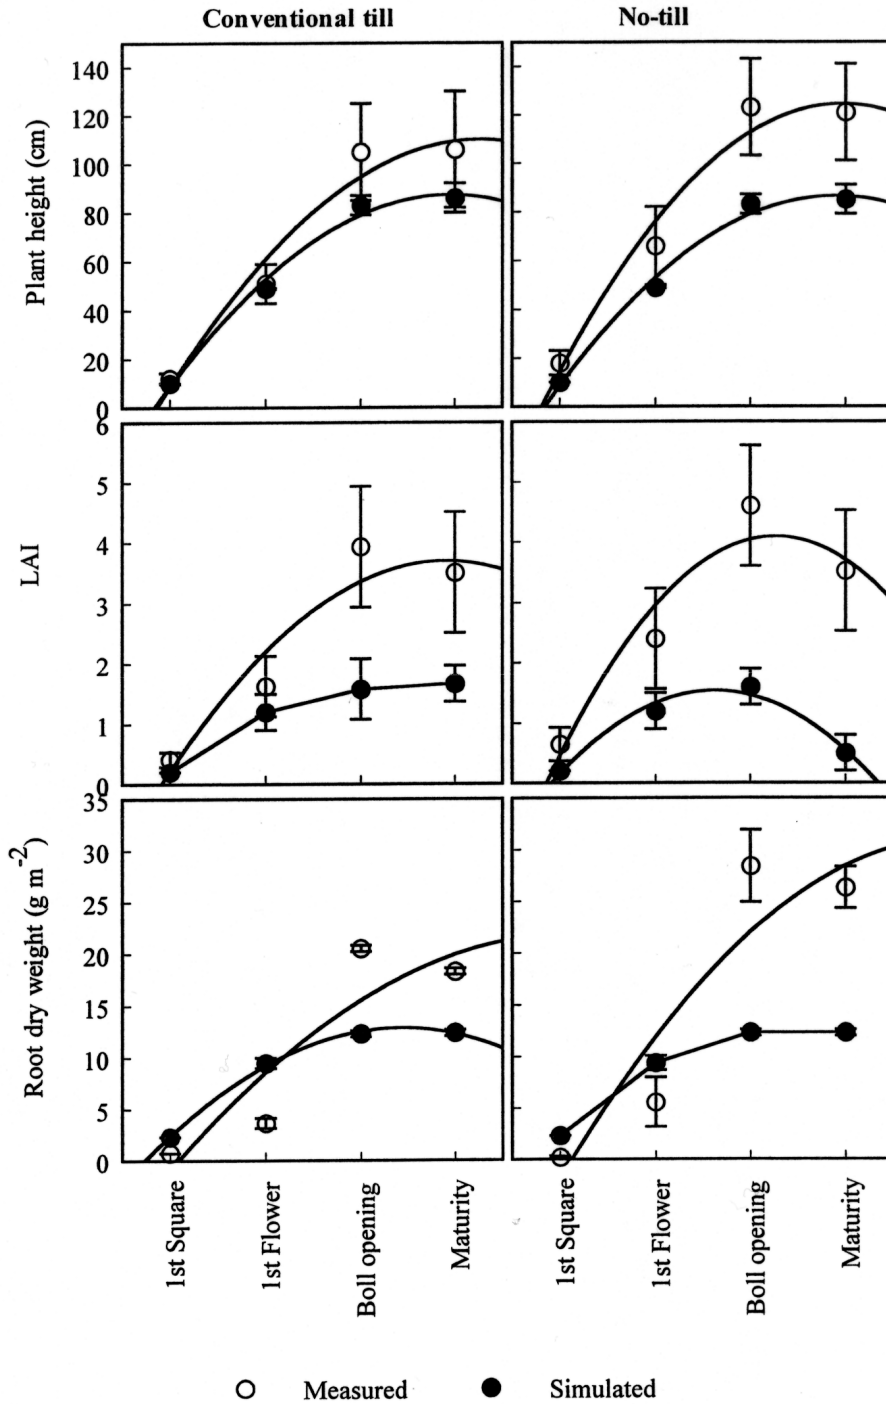 Conventional till No-till
Plant height (cm)
140
120
100
80
60
40
20
0
LAI
6
5
4
3
2
1
0
Root dry weight (g m-2)
35
30
25
20
15
10
5
0
1st Square
1st Flower
Boll opening
Maturity
1st Square
1st Flower
Boll opening
Maturity
Measured Simulated